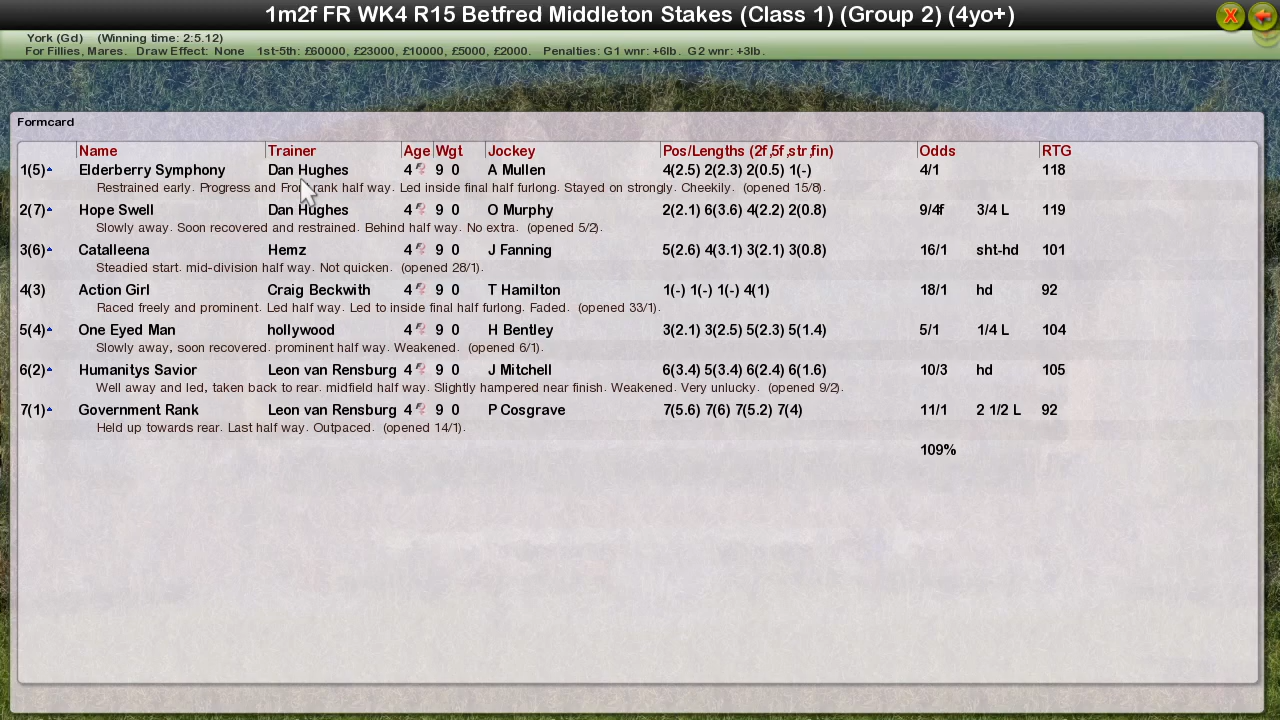 1m2f FR WK4 R15 Betfred Middleton Stakes (Class 1) (Group 2) (4yo+)
York (Gd) (Winning time: 2:5.12)
For Fillies, Mares. Draw Effect: None 1st-5th: £60000, £23000, £10000, £5000, £2000. Penalties: G1 wnr: +6lb. G2 wnr: +3lb.
Formcard
Name Trainer Age Wgt Jockey Pos/Lengths (2f,5f,str,fin) Odds RTG
1(5) Elderberry Symphony Dan Hughes 4 9 0 A Mullen 4(2.5) 2(2.3) 2(0.5) 1(-) 4/1 118
Restrained early. Progress and rank half way. Led inside final half furlong. Stayed on strongly. Cheekily. (opened 15/8).
2(7) Hope Swell Dan Hughes 4 9 0 O Murphy 2(2.1) 6(3.6) 4(2.2) 2(0.8) 9/4f 3/4 L 119
Slowly away. Soon recovered and restrained. Behind half way. No extra. (opened 5/2).
3(6) Catalleena Hemz 4 9 0 J Fanning 5(2.6) 4(3.1) 3(2.1) 3(0.8) 16/1 sht-hd 101
Steadied start. mid-division half way. Not quicken. (opened 28/1).
4(3) Action Girl Craig Beckwith 4 9 0 T Hamilton 1(-) 1(-) 1(-) 4(1) 18/1 hd 92
Raced freely and prominent. Led half way. Led to inside final half furlong. Faded. (opened 33/1).
5(4) One Eyed Man hollywood 4 9 0 H Bentley 3(2.1) 3(2.5) 5(2.3) 5(1.4) 5/1 1/4 L 104
Slowly away, soon recovered. prominent half way. Weakened. (opened 6/1).
6(2) Humanitys Savior Leon van Rensburg 4 9 0 J Mitchell 6(3.4) 5(3.4) 6(2.4) 6(1.6) 10/3 hd 105
Well away and led, taken back to rear. midfield half way. Slightly hampered near finish. Weakened. Very unlucky. (opened 9/2).
7(1) Government Rank Leon van Rensburg 4 9 0 P Cosgrave 7(5.6) 7(6) 7(5.2) 7(4) 11/1 2 1/2 L 92
Held up towards rear. Last half way. Outpaced. (opened 14/1).
109%